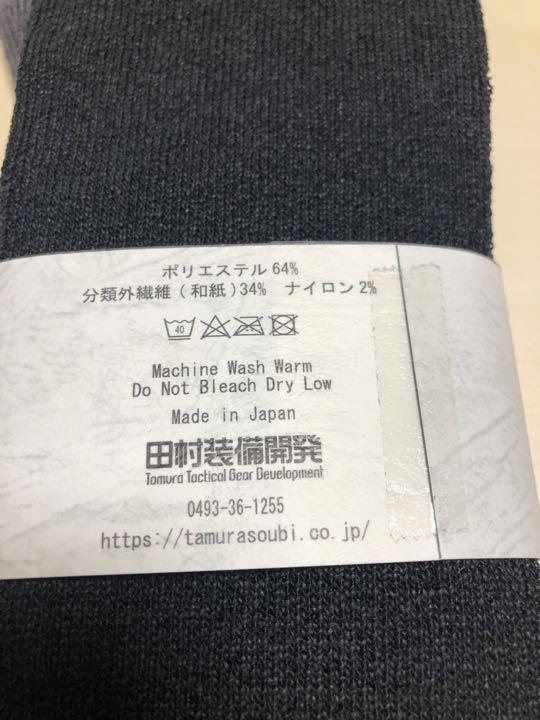 ポリエステル 64%
分類外繊維 ( 和紙 )34%　ナイロン 2%
40
Machine Wash Warm
Do Not Bleach Dry Low
Made in Japan
田村装備開発
Tamura Tactical Gear Development
0493-36-1255
https://tamurasoubi.co.jp/